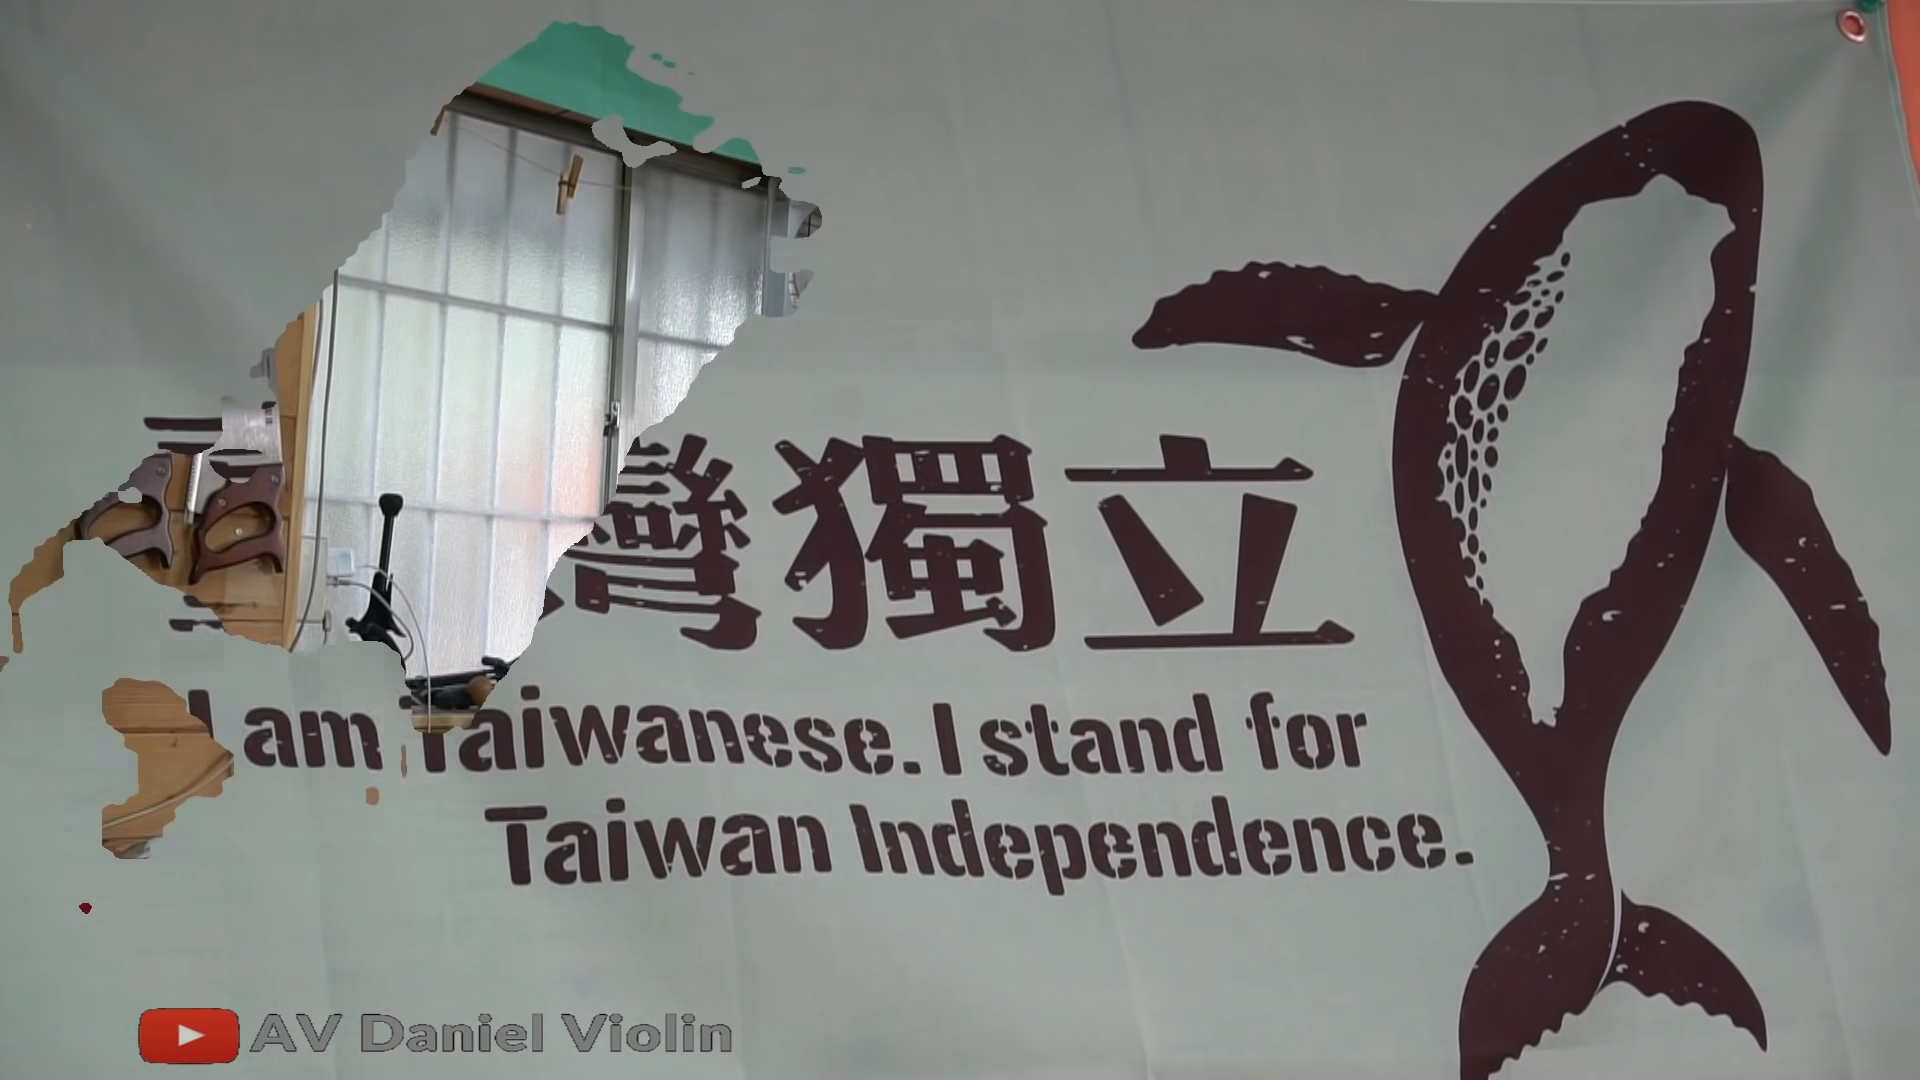 灣獨立
I am Taiwanese. I stand for
Taiwan Independence.
AV Daniel Violin